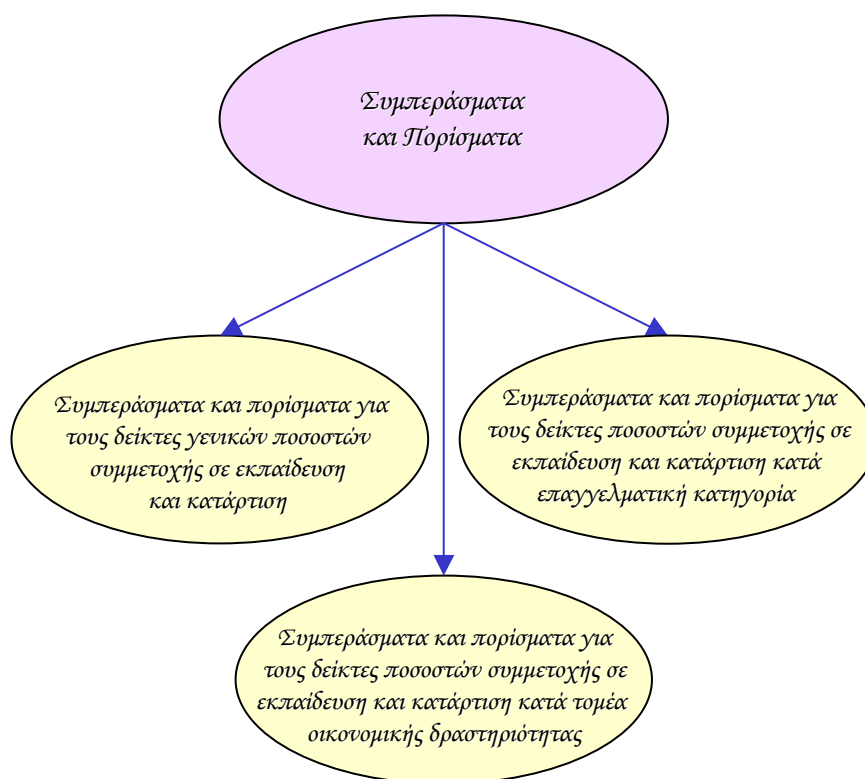 Συμπεράσματα
και Πορίσματα
Συμπεράσματα και πορίσματα για
τους δείκτες γενικών ποσοστών
συμμετοχής σε εκπαίδευση
και κατάρτιση
Συμπεράσματα και πορίσματα για
τους δείκτες ποσοστών συμμετοχής σε
εκπαίδευση και κατάρτιση κατά
επαγγελματική κατηγορία
Συμπεράσματα και πορίσματα για
τους δείκτες ποσοστών συμμετοχής σε
εκπαίδευση και κατάρτιση κατά τομέα
οικονομικής δραστηριότητας